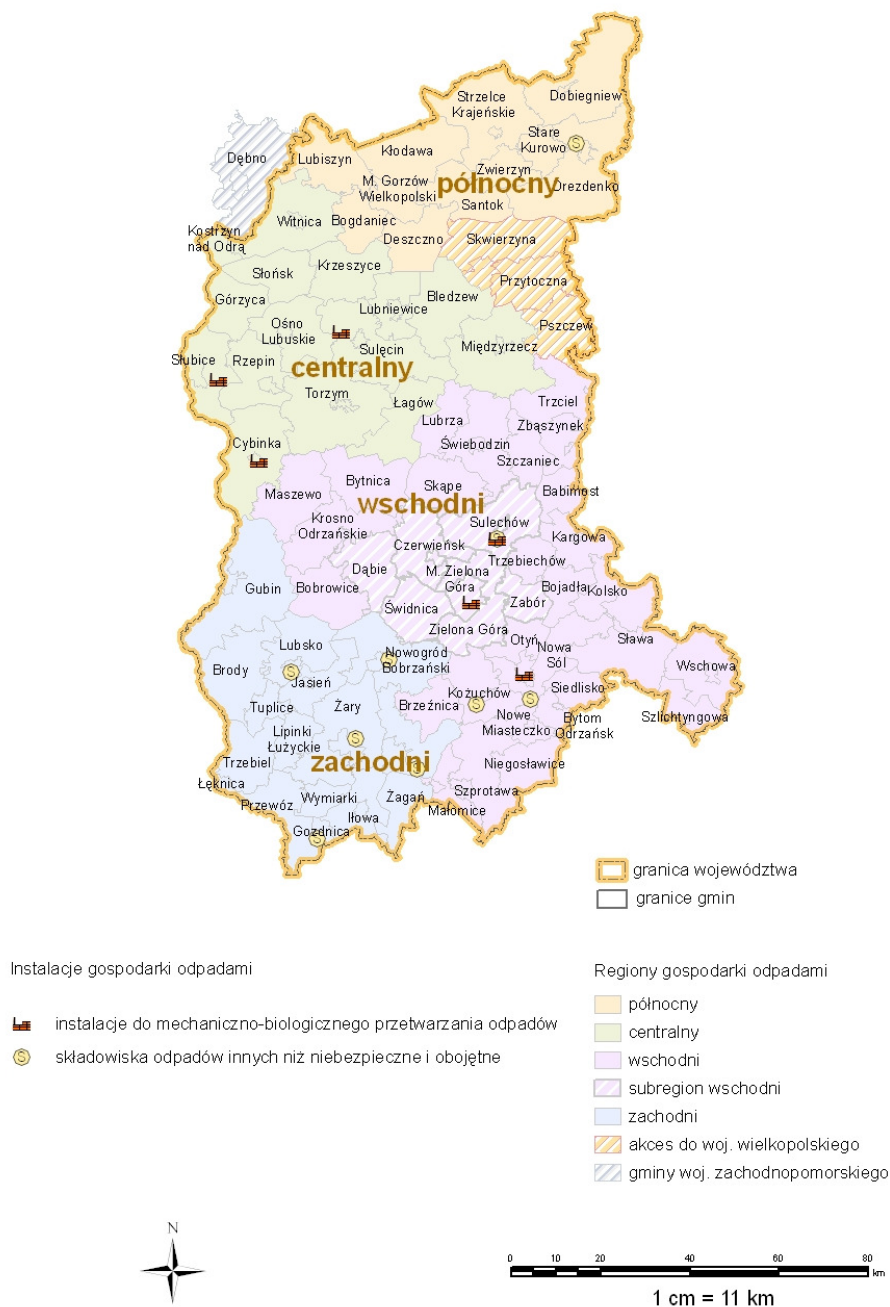 Strzelce
Krajeńskie
Dobiegniew
Stare
Kurowo
Dębno
Lubiszyn
Kłodawa
Zwierzyn
M. Gorzów
Wielkopolski
północny
Drezdenko
Santok
Witnica
Bogdaniec
Kostrzyn
nad Odrą
Deszczno
Skwierzyna
Krzeszyce
Słońsk
Przytoczna
Górzyca
Bledzew
Lubniewice
Ośno
Lubuskie
Pszczew
Słubice
Rzepin
Sulęcin
Międzyrzecz
centralny
Torzym
Łagów
Trzciel
Lubrza
Zbąszynek
Cybinka
Świebodzin
Szczaniec
Bytnica
Skąpe
Maszewo
wschodni
Babimost
Krosno
Odrzańskie
Sulechów
Kargowa
Czerwieńsk
Trzebiechów
Dąbie
M. Zielona
Góra
Gubin
Bobrowice
Bojadła
Kolsko
Świdnica
Zabór
Zielona Góra
Otyń
Lubsko
Nowogród
Bobrzański
Nowa
Sól
Sława
Brody
Wschowa
Jasień
Kożuchów
Siedlisko
Tuplice
Żary
Brzeźnica
Nowe
Miasteczko
Bytom
Odrzańsk
Szlichtyngowa
Lipinki
Łużyckie
Trzebiel
zachodni
Niegosławice
Łęknica
Przewóz
Wymiarki
Żagań
Szprotawa
Małomice
Iłowa
Gozdnica
S
S
S
S
S
S
S
S
granica województwa
granice gmin
Instalacje gospodarki odpadami
instalacje do mechaniczno-biologicznego przetwarzania odpadów
S składowiska odpadów innych niż niebezpieczne i obojętne
Regiony gospodarki odpadami
północny
centralny
wschodni
subregion wschodni
zachodni
akces do woj. wielkopolskiego
gminy woj. zachodnopomorskiego
N
0 10 20 40 60 80
km
1 cm = 11 km